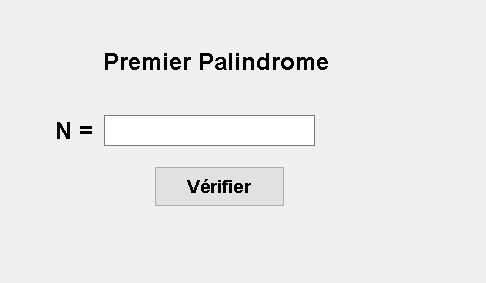 Premier Palindrome
N =
Vérifier